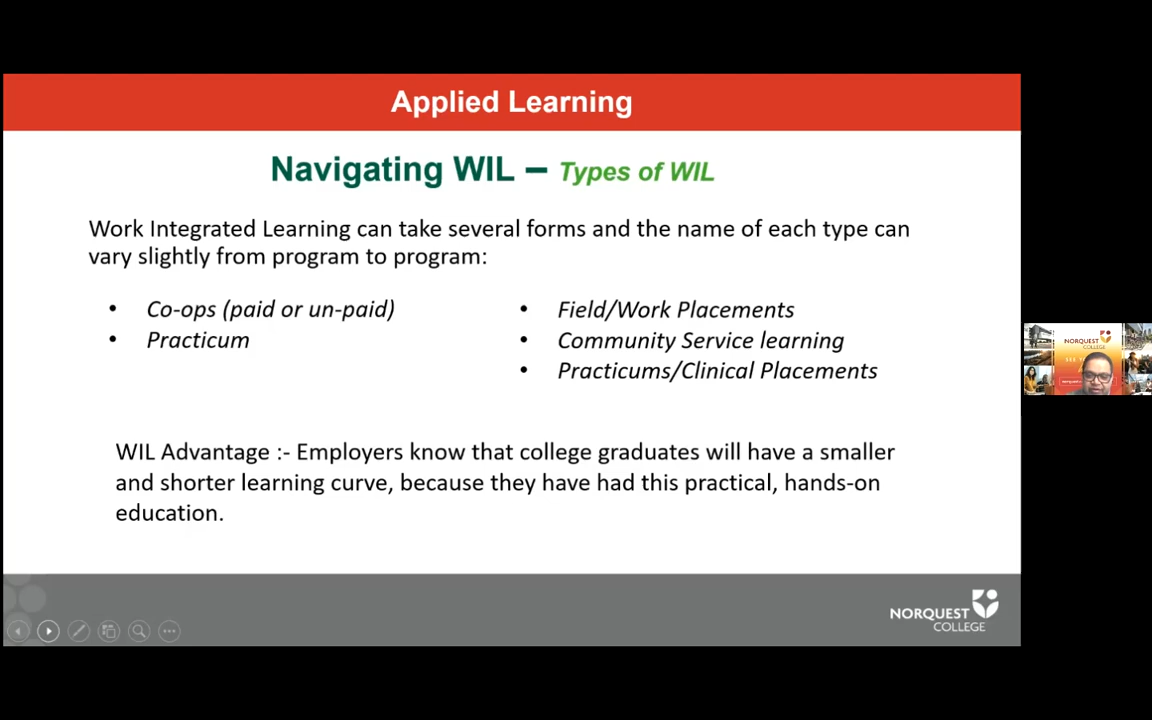 Applied Learning
Navigating WIL – Types of WIL
Work Integrated Learning can take several forms and the name of each type can
vary slightly from program to program:
• Co-ops (paid or un-paid)
• Practicum
• Field/Work Placements
• Community Service learning
• Practicums/Clinical Placements
WIL Advantage :- Employers know that college graduates will have a smaller
and shorter learning curve, because they have had this practical, hands-on
education.
NORQUEST
COLLEGE
NORQUEST
COLLEGE